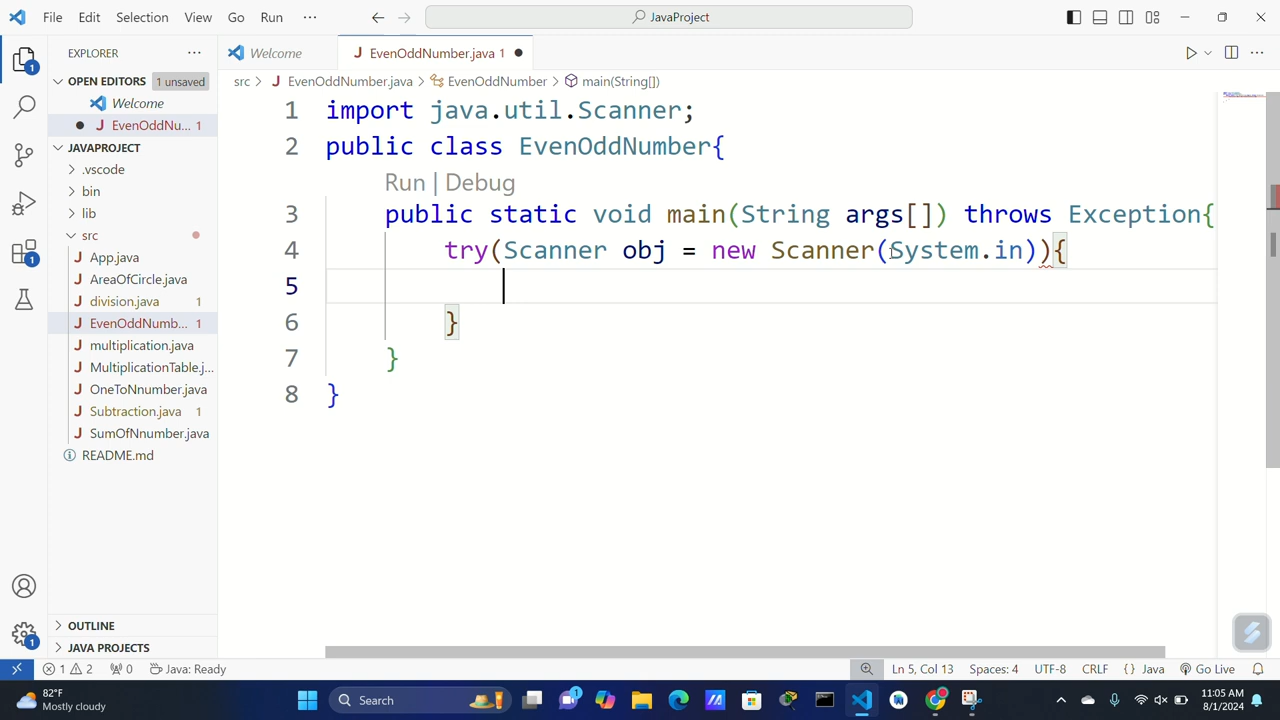 File Edit Selection View Go Run ··· JavaProject
EXPLORER ···
OPEN EDITORS 1 unsaved
Welcome
EvenOddNu... 1
JAVAPROJECT
.vscode
bin
lib
src
App.java
AreaOfCircle.java
division.java 1
EvenOddNumb... 1
multiplication.java
MultiplicationTable.j...
OneToNnumber.java
Subtraction.java 1
SumOfNnumber.java
README.md
OUTLINE
JAVA PROJECTS
1
1
1
Welcome EvenOddNumber.java 1
src > EvenOddNumber.java > EvenOddNumber > main(String[])
1 import java.util.Scanner;
2 public class EvenOddNumber{
Run | Debug
3 public static void main(String args[]) throws Exception{
4 try(Scanner obj = new Scanner(System.in)){
5
6 }
7 }
8 }
1 2 0 Java: Ready Ln 5, Col 13 Spaces: 4 UTF-8 CRLF {} Java Go Live
82°F
Mostly cloudy
Search
1
11:05 AM
8/1/2024